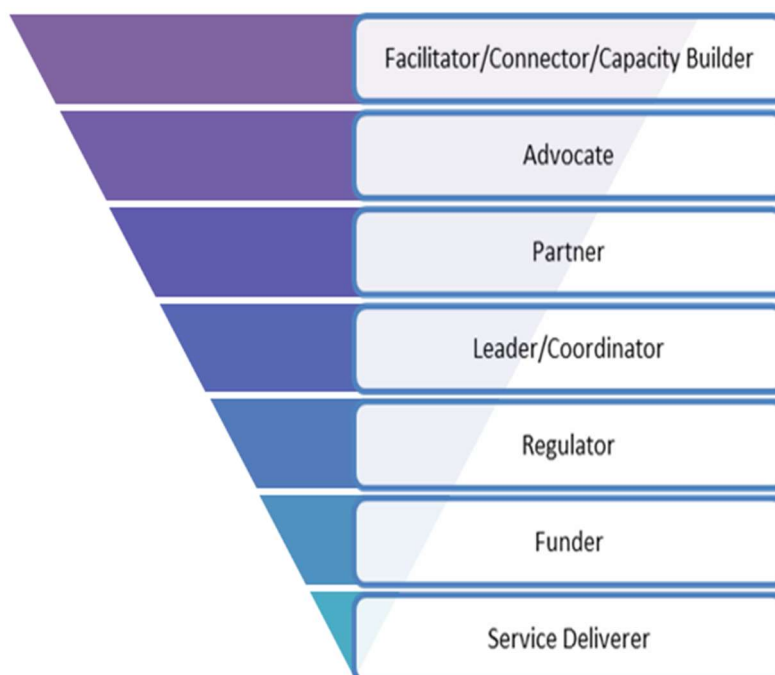 Facilitator/Connector/Capacity Builder
Advocate
Partner
Leader/Coordinator
Regulator
Funder
Service Deliverer